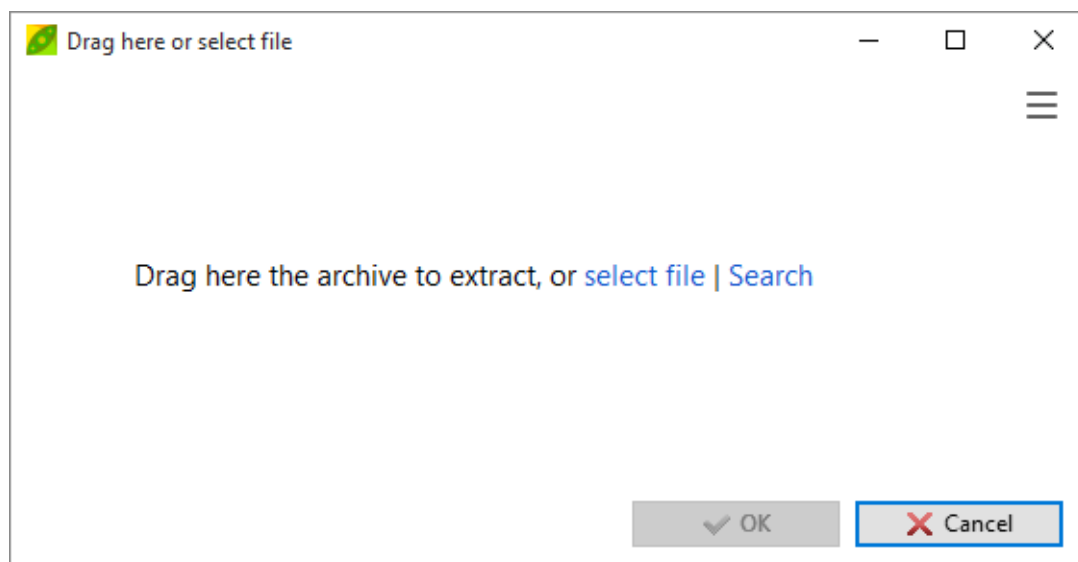 Drag here or select file
Drag here the archive to extract, or select file | Search
OK
Cancel